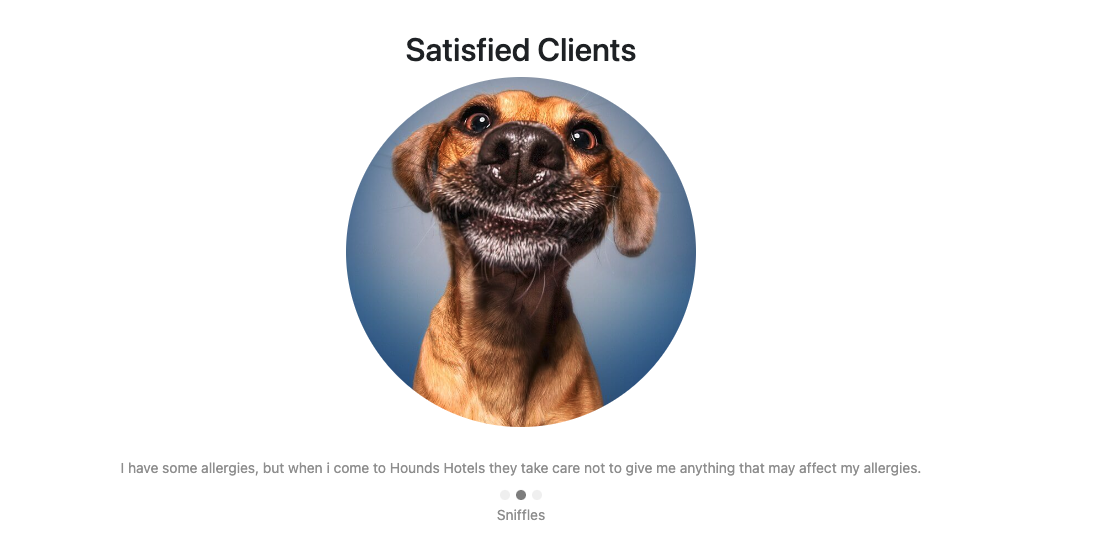 Satisfied Clients
I have some allergies, but when i come to Hounds Hotels they take care not to give me anything that may affect my allergies.
Sniffles